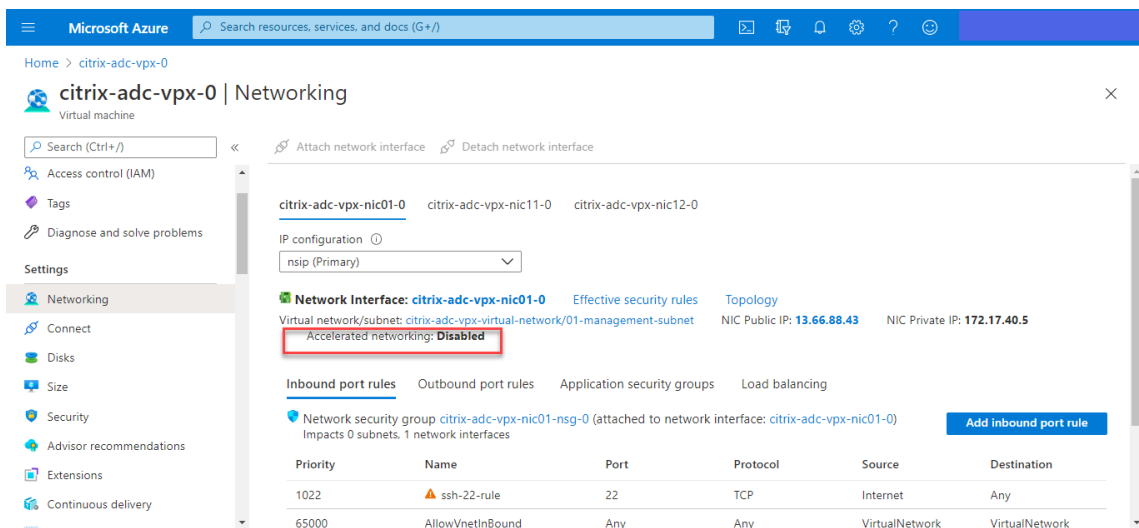 Microsoft Azure
Search resources, services, and docs (G+/)
Home > citrix-adc-vpx-0
citrix-adc-vpx-0 | Networking
Virtual machine
Search (Ctrl+/)
Attach network interface
Detach network interface
Access control (IAM)
Tags
Diagnose and solve problems
Settings
Networking
Connect
Disks
Size
Security
Advisor recommendations
Extensions
Continuous delivery
citrix-adc-vpx-nic01-0 citrix-adc-vpx-nic11-0 citrix-adc-vpx-nic12-0
IP configuration
nsip (Primary)
Network Interface: citrix-adc-vpx-nic01-0 Effective security rules Topology
Virtual network/subnet: citrix-adc-vpx-virtual-network/01-management-subnet NIC Public IP: 13.66.88.43 NIC Private IP: 172.17.40.5
Accelerated networking: Disabled
Inbound port rules Outbound port rules Application security groups Load balancing
Network security group citrix-adc-vpx-nic01-nsg-0 (attached to network interface: citrix-adc-vpx-nic01-0)
Impacts 0 subnets, 1 network interfaces
Add inbound port rule
Priority Name Port Protocol Source Destination
1022 ssh-22-rule 22 TCP Internet Any
65000 AllowVnetInBound Any Any VirtualNetwork VirtualNetwork